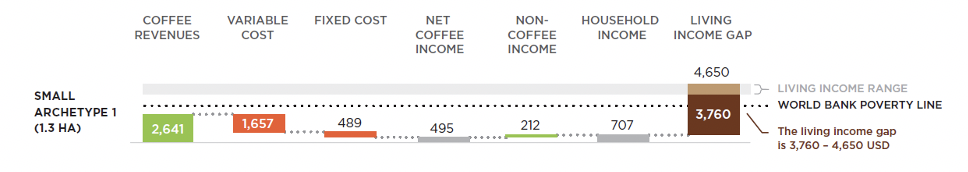 COFFEE REVENUES
VARIABLE COST
FIXED COST
NET COFFEE INCOME
NON-COFFEE INCOME
HOUSEHOLD INCOME
LIVING INCOME GAP
SMALL
ARCHETYPE 1
(1.3 HA)
2,641
1,657
489
495
212
707
4,650
3,760
LIVING INCOME RANGE
WORLD BANK POVERTY LINE
The living income gap
is 3,760 – 4,650 USD